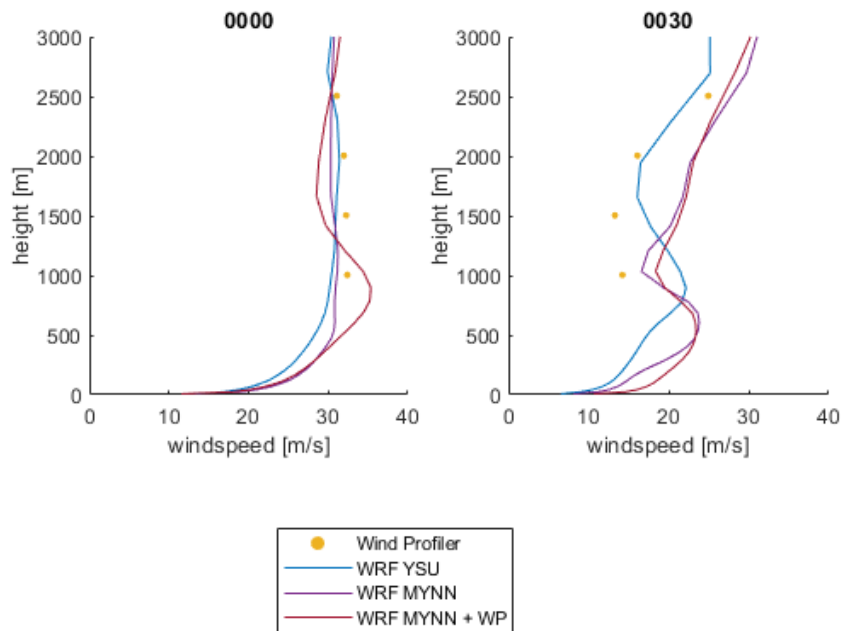 0000
3000
2500
2000
1500
1000
500
0
height [m]
0 10 20 30 40
windspeed [m/s]
0030
3000
2500
2000
1500
1000
500
0
height [m]
0 10 20 30 40
windspeed [m/s]
Wind Profiler
WRF YSU
WRF MYNN
WRF MYNN + WP